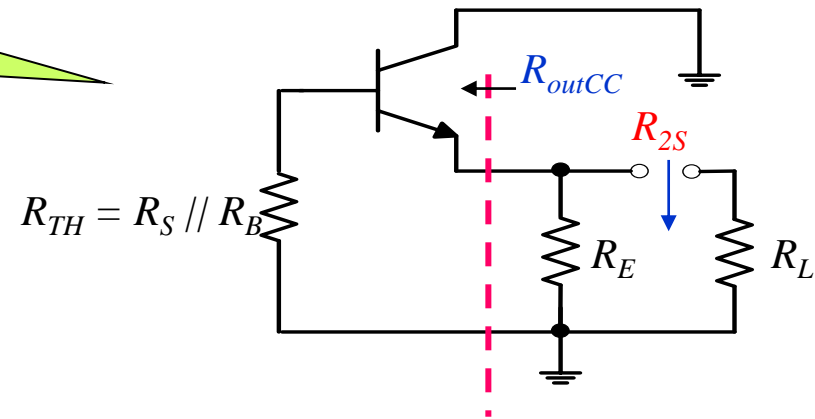 R_outCC
R_2S
R_TH = R_S // R_B
R_E
R_L